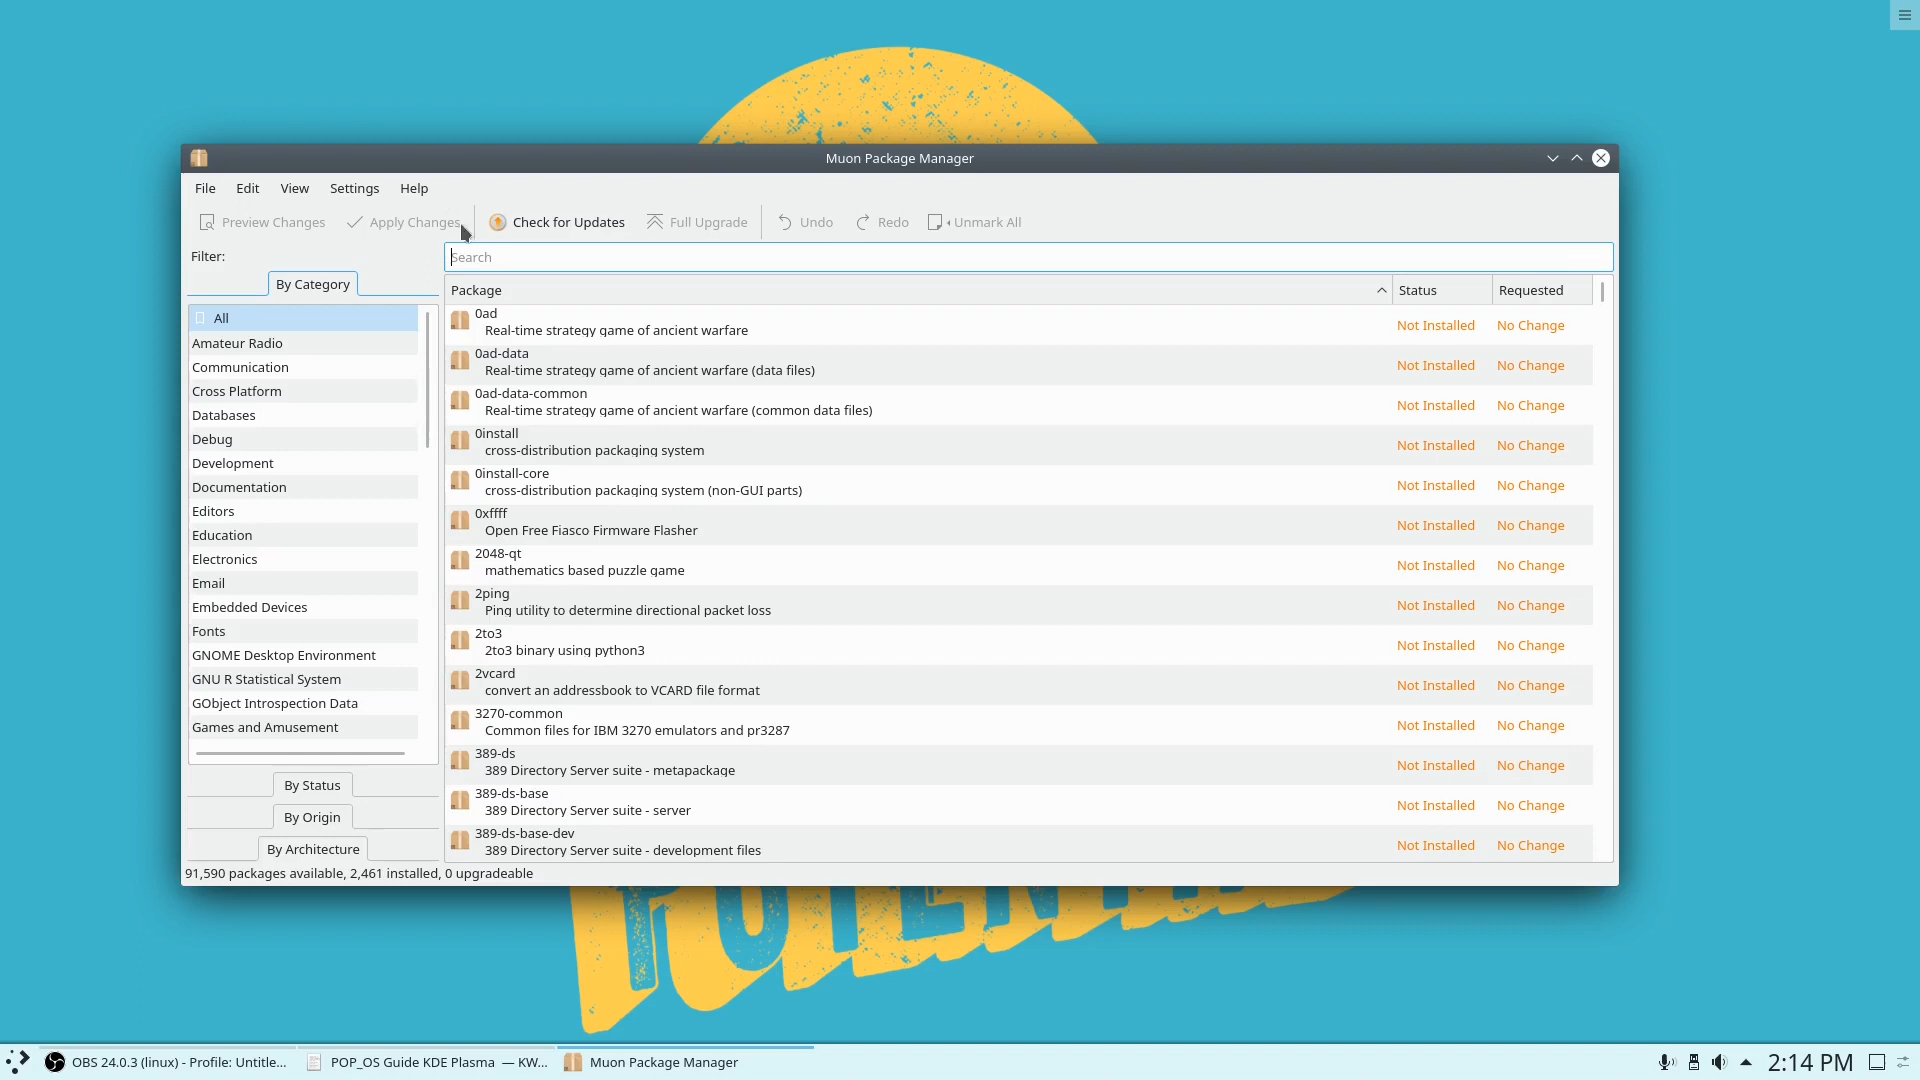 Muon Package Manager
File Edit View Settings Help
Preview Changes Apply Changes Check for Updates Full Upgrade Undo Redo Unmark All
Filter:
Search
By Category
Package Status Requested
All
Amateur Radio
Communication
Cross Platform
Databases
Debug
Development
Documentation
Editors
Education
Electronics
Email
Embedded Devices
Fonts
GNOME Desktop Environment
GNU R Statistical System
GObject Introspection Data
Games and Amusement
By Status
By Origin
By Architecture
0ad
Real-time strategy game of ancient warfare
Not Installed No Change
0ad-data
Real-time strategy game of ancient warfare (data files)
Not Installed No Change
0ad-data-common
Real-time strategy game of ancient warfare (common data files)
Not Installed No Change
0install
cross-distribution packaging system
Not Installed No Change
0install-core
cross-distribution packaging system (non-GUI parts)
Not Installed No Change
0xffff
Open Free Fiasco Firmware Flasher
Not Installed No Change
2048-qt
mathematics based puzzle game
Not Installed No Change
2ping
Ping utility to determine directional packet loss
Not Installed No Change
2to3
2to3 binary using python3
Not Installed No Change
2vcard
convert an addressbook to VCARD file format
Not Installed No Change
3270-common
Common files for IBM 3270 emulators and pr3287
Not Installed No Change
389-ds
389 Directory Server suite - metapackage
Not Installed No Change
389-ds-base
389 Directory Server suite - server
Not Installed No Change
389-ds-base-dev
389 Directory Server suite - development files
Not Installed No Change
91,590 packages available, 2,461 installed, 0 upgradeable
OBS 24.0.3 (linux) - Profile: Untitle... POP_OS Guide KDE Plasma — KW... Muon Package Manager 2:14 PM